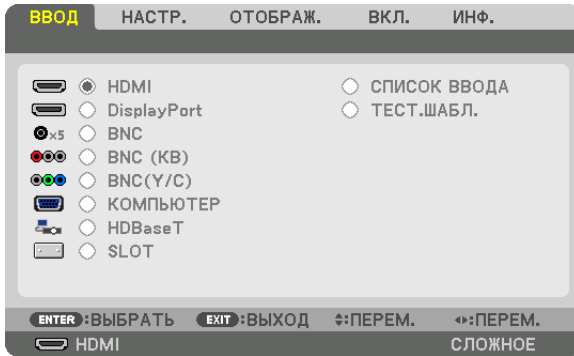 ВВОД НАСТР. ОТОБРАЖ. ВКЛ. ИНФ.
HDMI СПИСОК ВВОДА
DisplayPort ТЕСТ.ШАБЛ.
×5 BNC
BNC (КВ)
BNC(Y/C)
КОМПЬЮТЕР
HDBaseT
SLOT
ENTER :ВЫБРАТЬ EXIT :ВЫХОД :ПЕРЕМ. :ПЕРЕМ.
HDMI СЛОЖНОЕ